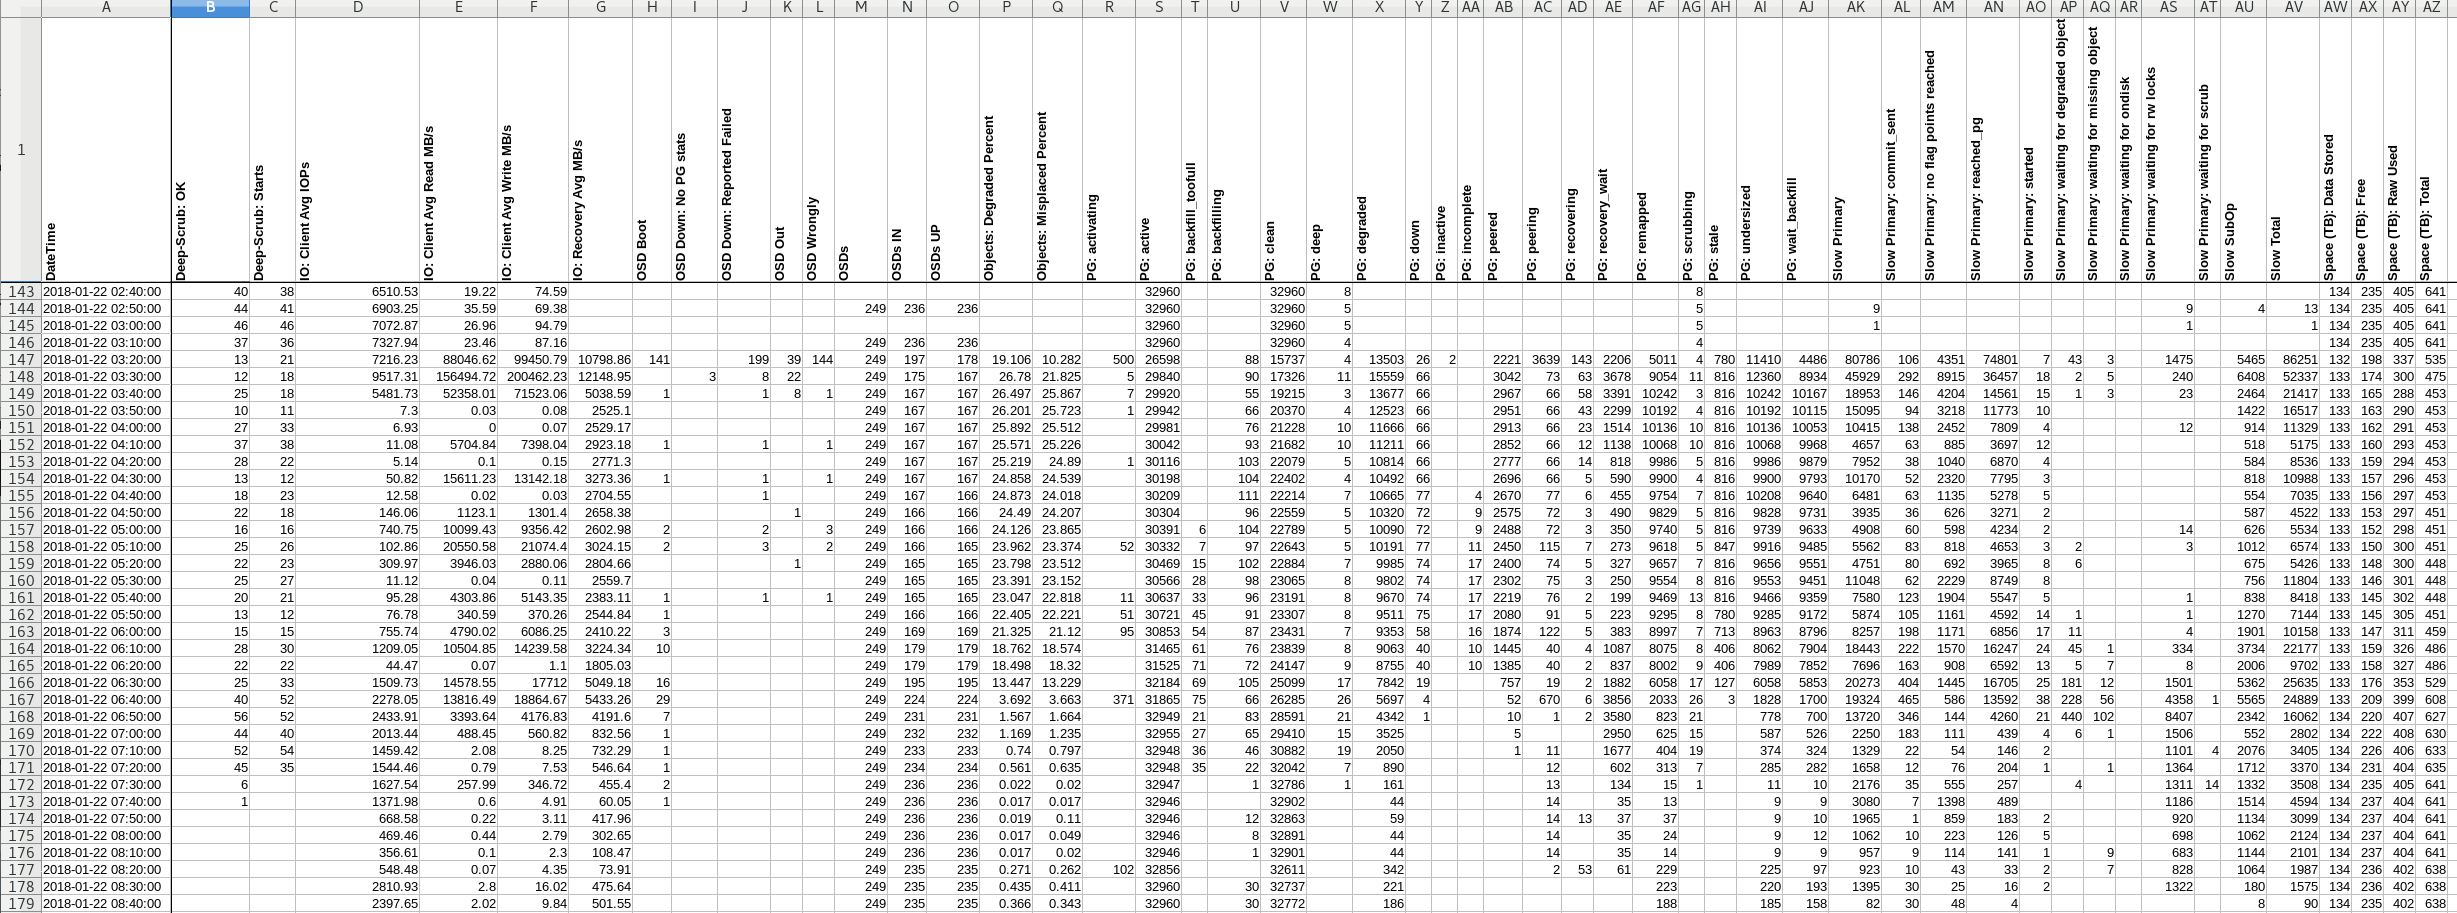 A B C D E F G H I J K L M N O P Q R S T U V W X Y Z AA AB AC AD AE AF AG AH AI AJ AK AL AM AN AO AP AQ AR AS AT AU AV AW AX AY AZ
1
DateTime
Deep-Scrub: OK
Deep-Scrub: Starts
IO: Client Avg IOPs
IO: Client Avg Read MB/s
IO: Client Avg Write MB/s
IO: Recovery Avg MB/s
OSD Boot
OSD Down: No PG stats
OSD Down: Reported Failed
OSD Out
OSD Wrongly
OSDs
OSDs IN
OSDs UP
Objects: Degraded Percent
Objects: Misplaced Percent
PG: activating
PG: active
PG: backfill_toofull
PG: backfilling
PG: clean
PG: deep
PG: degraded
PG: down
PG: inactive
PG: incomplete
PG: peered
PG: peering
PG: recovering
PG: recovery_wait
PG: remapped
PG: scrubbing
PG: stale
PG: undersized
PG: wait_backfill
Slow Primary
Slow Primary: commit_sent
Slow Primary: no flag points reached
Slow Primary: reached_pg
Slow Primary: started
Slow Primary: waiting for degraded object
Slow Primary: waiting for missing object
Slow Primary: waiting for ondisk
Slow Primary: waiting for rw locks
Slow Primary: waiting for scrub
Slow SubOp
Slow Total
Space (TB): Data Stored
Space (TB): Free
Space (TB): Raw Used
Space (TB): Total
143 2018-01-22 02:40:00 40 38 6510.53 19.22 74.59 32960 32960 8 8 134 235 405 641
144 2018-01-22 02:50:00 44 41 6903.25 35.59 69.38 249 236 236 32960 32960 5 5 9 9 4 13 134 235 405 641
145 2018-01-22 03:00:00 46 46 7072.87 26.96 94.79 32960 32960 5 5 1 1 1 134 235 405 641
146 2018-01-22 03:10:00 37 36 7327.94 23.46 87.16 249 236 236 32960 32960 4 4 134 235 405 641
147 2018-01-22 03:20:00 13 21 7216.23 88046.62 99450.79 10798.86 141 199 39 144 249 197 178 19.106 10.282 500 26598 88 15737 4 13503 26 2 2221 3639 143 2206 5011 4 780 11410 4486 80786 106 4351 74801 7 43 3 1475 5465 86251 132 198 337 535
148 2018-01-22 03:30:00 12 18 9517.31 156494.72 200462.23 12148.95 3 8 22 249 175 167 26.78 21.825 5 29840 90 17326 11 15559 66 3042 73 63 3678 9054 11 816 12360 8934 45929 292 8915 36457 18 2 5 240 6408 52337 133 174 300 475
149 2018-01-22 03:40:00 25 18 5481.73 52358.01 71523.06 5038.59 1 1 8 1 249 167 167 26.497 25.867 7 29920 55 19215 3 13677 66 2967 66 58 3391 10242 3 816 10242 10167 18953 146 4204 14561 15 1 3 23 2464 21417 133 165 288 453
150 2018-01-22 03:50:00 10 11 7.3 0.03 0.08 2525.1 249 167 167 26.201 25.723 1 29942 66 20370 4 12523 66 2951 66 43 2299 10192 4 816 10192 10115 15095 94 3218 11773 10 1422 16517 133 163 290 453
151 2018-01-22 04:00:00 27 33 6.93 0 0.07 2529.17 249 167 167 25.892 25.512 29981 76 21228 10 11666 66 2913 66 23 1514 10136 10 816 10136 10053 10415 138 2452 7809 4 12 914 11329 133 162 291 453
152 2018-01-22 04:10:00 37 38 11.08 5704.84 7398.04 2923.18 1 1 1 249 167 167 25.571 25.226 30042 93 21682 10 11211 66 2852 66 12 1138 10068 10 816 10068 9968 4657 63 885 3697 12 518 5175 133 160 293 453
153 2018-01-22 04:20:00 28 22 5.14 0.1 0.15 2771.3 249 167 167 25.219 24.89 1 30116 103 22079 5 10814 66 2777 66 14 818 9986 5 816 9986 9879 7952 38 1040 6870 4 584 8536 133 159 294 453
154 2018-01-22 04:30:00 13 12 50.82 15611.23 13142.18 3273.36 1 1 1 249 167 167 24.858 24.539 30198 104 22402 4 10492 66 2696 66 5 590 9900 4 816 9900 9793 10170 52 2320 7795 3 818 10988 133 157 296 453
155 2018-01-22 04:40:00 18 23 12.58 0.02 0.03 2704.55 1 249 167 166 24.873 24.018 30209 111 22214 7 10665 77 4 2670 77 6 455 9754 7 816 10208 9640 6481 63 1135 5278 5 554 7035 133 156 297 453
156 2018-01-22 04:50:00 22 18 146.06 1123.1 1301.4 2658.38 1 249 166 166 24.49 24.207 30304 96 22559 5 10320 72 9 2575 72 3 490 9829 5 816 9828 9731 3935 36 626 3271 2 587 4522 133 153 297 451
157 2018-01-22 05:00:00 16 16 740.75 10099.43 9356.42 2602.98 2 2 3 249 166 166 24.126 23.865 30391 6 104 22789 5 10090 72 9 2488 72 3 350 9740 5 816 9739 9633 4908 60 598 4234 2 14 626 5534 133 152 298 451
158 2018-01-22 05:10:00 25 26 102.86 20550.58 21074.4 3024.15 2 3 2 249 166 165 23.962 23.374 52 30332 7 97 22643 5 10191 77 11 2450 115 7 273 9618 5 847 9916 9485 5562 83 818 4653 3 2 3 1012 6574 133 150 300 451
159 2018-01-22 05:20:00 22 23 309.97 3946.03 2880.06 2804.66 1 249 165 165 23.798 23.512 30469 15 102 22884 7 9985 74 17 2400 74 5 327 9657 7 816 9656 9551 4751 80 692 3965 8 6 675 5426 133 148 300 448
160 2018-01-22 05:30:00 25 27 11.12 0.04 0.11 2559.7 249 165 165 23.391 23.152 30566 28 98 23065 8 9802 74 17 2302 75 3 250 9554 8 816 9553 9451 11048 62 2229 8749 8 756 11804 133 146 301 448
161 2018-01-22 05:40:00 20 21 95.28 4303.86 5143.35 2383.11 1 1 1 249 165 165 23.047 22.818 11 30637 33 96 23191 8 9670 74 17 2219 76 2 199 9469 13 816 9466 9359 7580 123 1904 5547 5 1 838 8418 133 145 302 448
162 2018-01-22 05:50:00 13 12 76.78 340.59 370.26 2544.84 1 249 166 166 22.405 22.221 51 30721 45 91 23307 8 9511 75 17 2080 91 5 223 9295 8 780 9285 9172 5874 105 1161 4592 14 1 1 1270 7144 133 145 305 451
163 2018-01-22 06:00:00 15 15 755.74 4790.02 6086.25 2410.22 3 249 169 169 21.325 21.12 95 30853 54 87 23431 7 9353 58 16 1874 122 5 383 8997 7 713 8963 8796 8257 198 1171 6856 17 11 4 1901 10158 133 147 311 459
164 2018-01-22 06:10:00 28 30 1209.05 10504.85 14239.58 3224.34 10 249 179 179 18.762 18.574 31465 61 76 23839 8 9063 40 10 1445 40 4 1087 8075 8 406 8062 7904 18443 222 1570 16247 24 45 1 334 3734 22177 133 159 326 486
165 2018-01-22 06:20:00 22 22 44.47 0.07 1.1 1805.03 249 179 179 18.498 18.32 31525 71 72 24147 9 8755 40 10 1385 40 2 837 8002 9 406 7989 7852 7696 163 908 6592 13 5 7 8 2006 9702 133 158 327 486
166 2018-01-22 06:30:00 25 33 1509.73 14578.55 17712 5049.18 16 249 195 195 13.447 13.229 32184 69 105 25099 17 7842 19 757 19 2 1882 6058 17 127 6058 5853 20273 404 1445 16705 25 181 12 1501 5362 25635 133 176 353 529
167 2018-01-22 06:40:00 40 52 2278.05 13816.49 18864.67 5433.26 29 249 224 224 3.692 3.663 371 31865 75 66 26285 26 5697 4 52 670 6 3856 2033 26 3 1828 1700 19324 465 586 13592 38 228 56 4358 1 5565 24889 133 209 399 608
168 2018-01-22 06:50:00 56 52 2433.91 3393.64 4176.83 4191.6 7 249 231 231 1.567 1.664 32949 21 83 28591 21 4342 1 10 1 2 3580 823 21 778 700 13720 346 144 4260 21 440 102 8407 2342 16062 134 220 407 627
169 2018-01-22 07:00:00 44 40 2013.44 488.45 560.82 832.56 1 249 232 232 1.169 1.235 32955 27 65 29410 15 3525 5 2950 625 15 587 526 2250 183 111 439 4 6 1 1506 552 2802 134 222 408 630
170 2018-01-22 07:10:00 52 54 1459.42 2.08 8.25 732.29 1 249 233 233 0.74 0.797 32948 36 46 30882 19 2050 1 11 1677 404 19 374 324 1329 22 54 146 2 1101 4 2076 3405 134 226 406 633
171 2018-01-22 07:20:00 45 35 1544.46 0.79 7.53 546.64 1 249 234 234 0.561 0.635 32948 35 22 32042 7 890 12 602 313 7 285 282 1658 12 76 204 1 1 1364 1712 3370 134 231 404 635
172 2018-01-22 07:30:00 6 1627.54 257.99 346.72 455.4 2 249 236 236 0.022 0.02 32947 1 32786 1 161 13 134 15 1 11 10 2176 35 555 257 4 1311 14 1332 3508 134 235 405 641
173 2018-01-22 07:40:00 1 1371.98 0.6 4.91 60.05 1 249 236 236 0.017 0.017 32946 32902 44 14 35 13 9 9 3080 7 1398 489 1186 1514 4594 134 237 404 641
174 2018-01-22 07:50:00 668.58 0.22 3.11 417.96 249 236 236 0.019 0.11 32946 12 32863 59 14 13 37 37 9 10 1965 1 859 183 2 920 1134 3099 134 237 404 641
175 2018-01-22 08:00:00 469.46 0.44 2.79 302.65 249 236 236 0.017 0.049 32946 8 32891 44 14 35 24 9 12 1062 10 223 126 5 698 1062 2124 134 237 404 641
176 2018-01-22 08:10:00 356.61 0.1 2.3 108.47 249 236 236 0.017 0.02 32946 1 32901 44 14 35 14 9 9 957 9 114 141 1 9 683 1144 2101 134 237 404 641
177 2018-01-22 08:20:00 548.48 0.07 4.35 73.91 249 235 235 0.271 0.262 102 32856 32611 342 2 53 61 229 225 97 923 10 43 33 2 7 828 1064 1987 134 236 402 638
178 2018-01-22 08:30:00 2810.93 2.8 16.02 475.64 249 235 235 0.435 0.411 32960 30 32737 221 223 220 193 1395 30 25 16 2 1322 180 1575 134 236 402 638
179 2018-01-22 08:40:00 2397.65 2.02 9.84 501.55 249 235 235 0.366 0.343 32960 30 32772 186 188 185 158 82 30 48 4 8 90 134 235 402 638